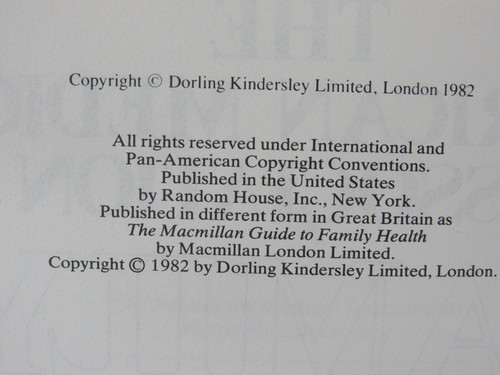 Copyright © Dorling Kindersley Limited, London 1982
All rights reserved under International and
Pan-American Copyright Conventions.
Published in the United States
by Random House, Inc., New York.
Published in different form in Great Britain as
The Macmillan Guide to Family Health
by Macmillan London Limited.
Copyright © 1982 by Dorling Kindersley Limited, London.